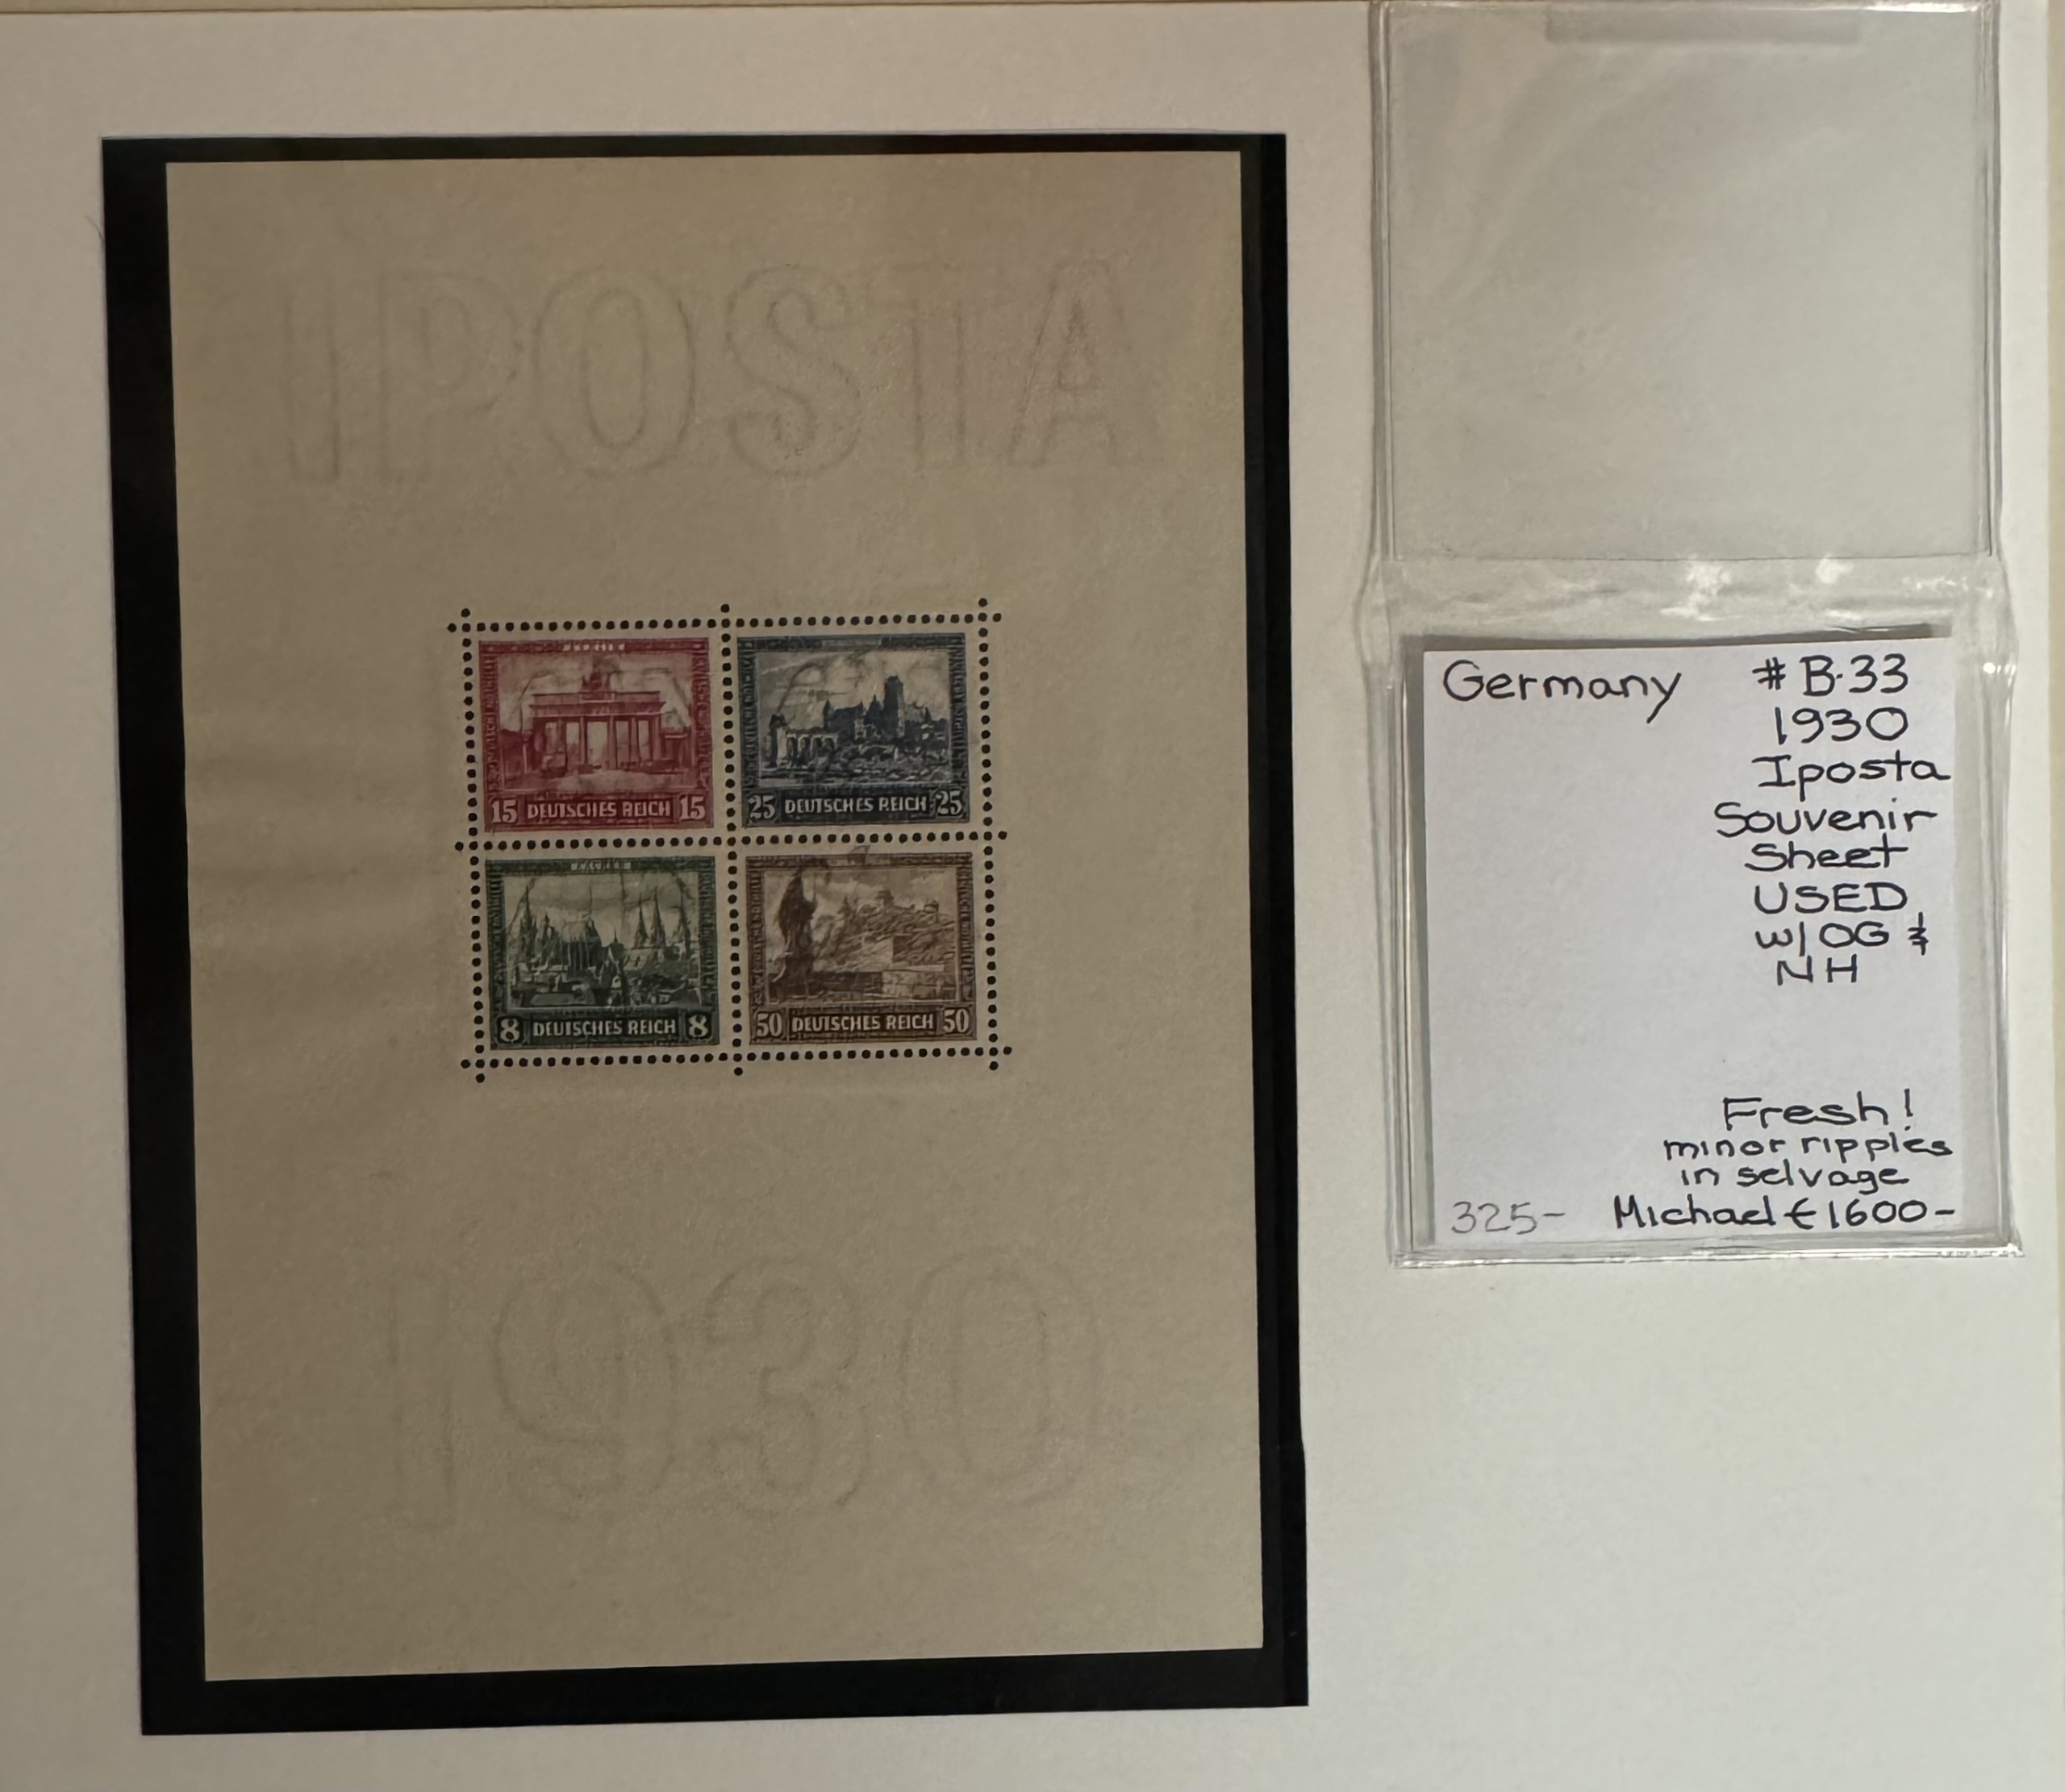 IPOSTA
15 DEUTSCHES REICH 15
25 DEUTSCHES REICH 25
8 DEUTSCHES REICH 8
50 DEUTSCHES REICH 50
1930
Germany # B·33
1930
Iposta
Souvenir
Sheet
USED
w/ OG &
NH
Fresh!
minor ripples
in selvage
325- Michael € 1600-